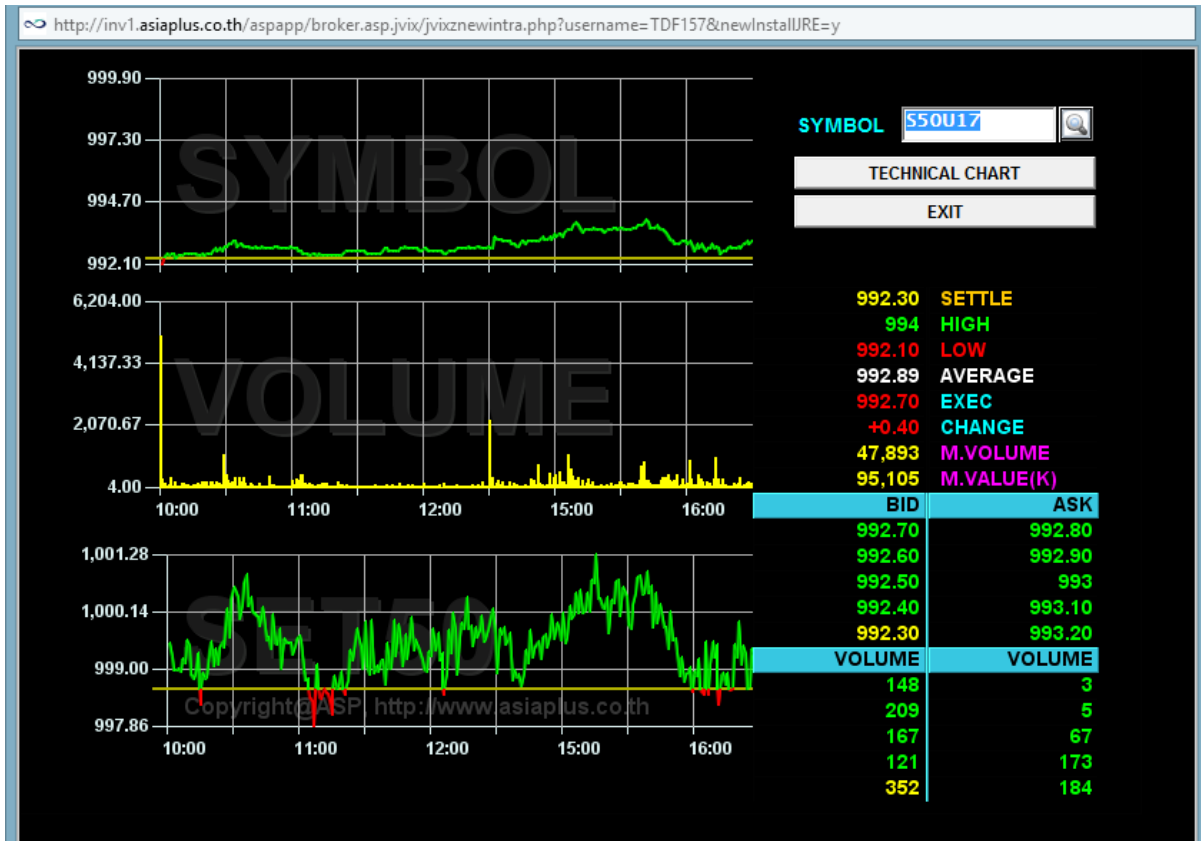 http://inv1.asiaplus.co.th/aspapp/broker.asp.jvix/jvixznewintra.php?username=TDF157&newInstallJRE=y
999.90
997.30
994.70
992.10
SYMBOL
6,204.00
4,137.33
2,070.67
4.00
VOLUME
10:00 11:00 12:00 15:00 16:00
1,001.28
1,000.14
999.00
997.86
SET50
Copyright@ASP, http://www.asiaplus.co.th
10:00 11:00 12:00 15:00 16:00
SYMBOL S50U17
TECHNICAL CHART
EXIT
992.30 SETTLE
994 HIGH
992.10 LOW
992.89 AVERAGE
992.70 EXEC
+0.40 CHANGE
47,893 M.VOLUME
95,105 M.VALUE(K)
BID ASK
992.70 992.80
992.60 992.90
992.50 993
992.40 993.10
992.30 993.20
VOLUME VOLUME
148 3
209 5
167 67
121 173
352 184